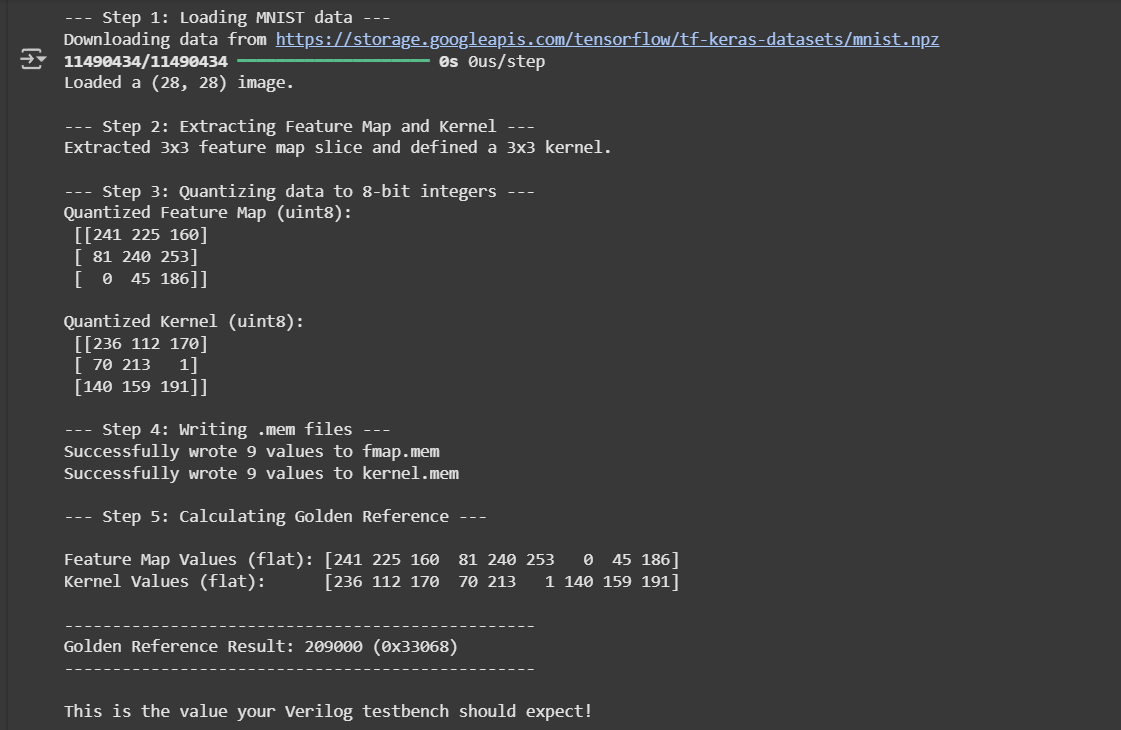 --- Step 1: Loading MNIST data ---
Downloading data from https://storage.googleapis.com/tensorflow/tf-keras-datasets/mnist.npz
11490434/11490434 ━━━━━━━━━━━━━━━━━━━━ 0s 0us/step
Loaded a (28, 28) image.

--- Step 2: Extracting Feature Map and Kernel ---
Extracted 3x3 feature map slice and defined a 3x3 kernel.

--- Step 3: Quantizing data to 8-bit integers ---
Quantized Feature Map (uint8):
 [[241 225 160]
 [ 81 240 253]
 [  0  45 186]]

Quantized Kernel (uint8):
 [[236 112 170]
 [ 70 213   1]
 [140 159 191]]

--- Step 4: Writing .mem files ---
Successfully wrote 9 values to fmap.mem
Successfully wrote 9 values to kernel.mem

--- Step 5: Calculating Golden Reference ---

Feature Map Values (flat): [241 225 160  81 240 253   0  45 186]
Kernel Values (flat):      [236 112 170  70 213   1 140 159 191]

-------------------------------------------------
Golden Reference Result: 209000 (0x33068)
-------------------------------------------------

This is the value your Verilog testbench should expect!